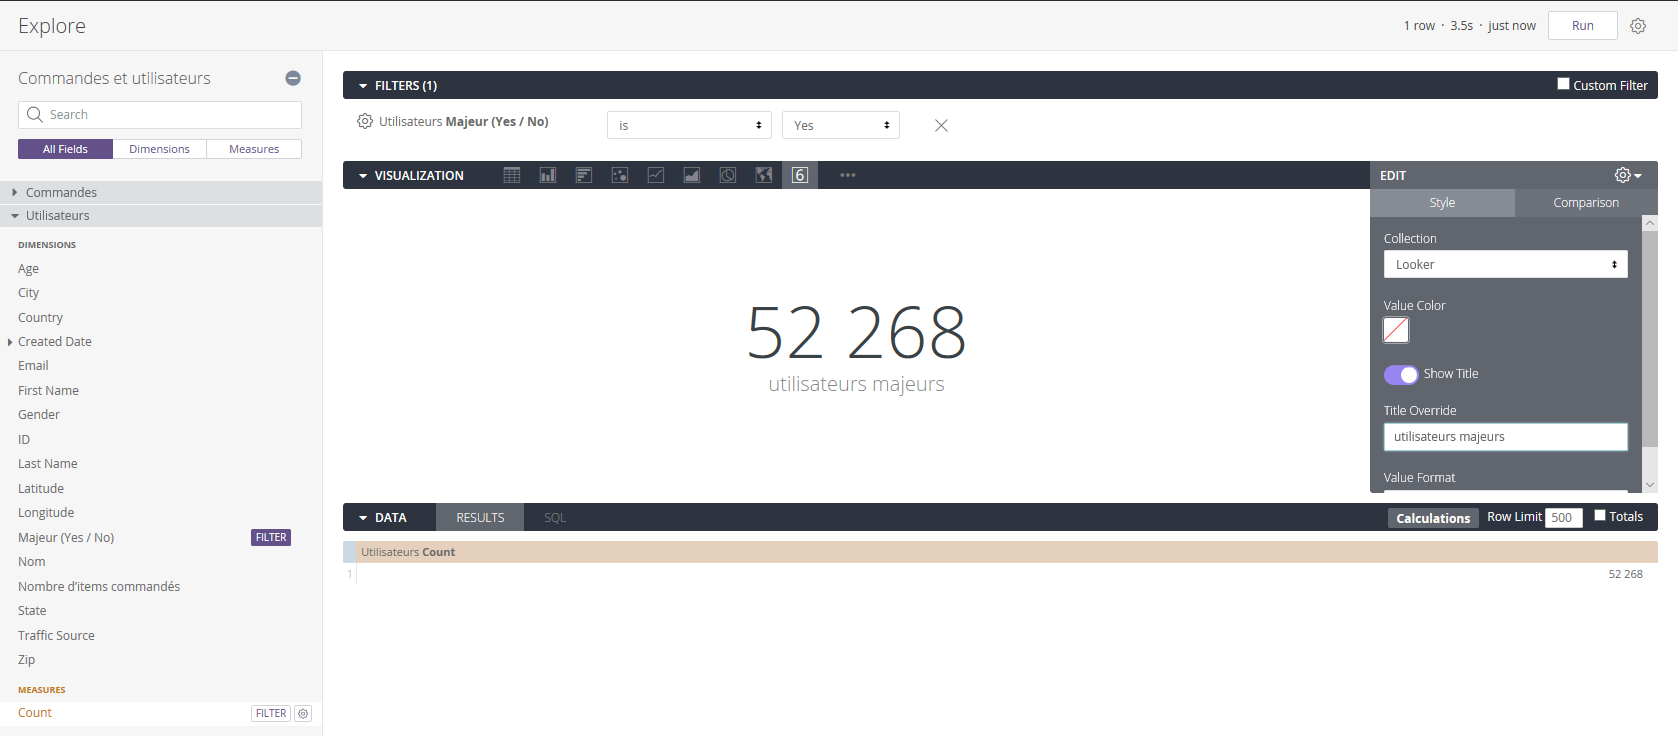 Explore
1 row · 3.5s · just now
Run
Commandes et utilisateurs
Search
All Fields
Dimensions
Measures
Commandes
Utilisateurs
DIMENSIONS
Age
City
Country
Created Date
Email
First Name
Gender
ID
Last Name
Latitude
Longitude
Majeur (Yes / No)
FILTER
Nom
Nombre d'items commandés
State
Traffic Source
Zip
MEASURES
Count
FILTER
FILTERS (1)
Custom Filter
Utilisateurs Majeur (Yes / No)
is
Yes
VISUALIZATION
6
EDIT
Style
Comparison
52 268
utilisateurs majeurs
Collection
Looker
Value Color
Show Title
Title Override
utilisateurs majeurs
Value Format
DATA
RESULTS
SQL
Calculations
Row Limit
500
Totals
Utilisateurs Count
1
52 268